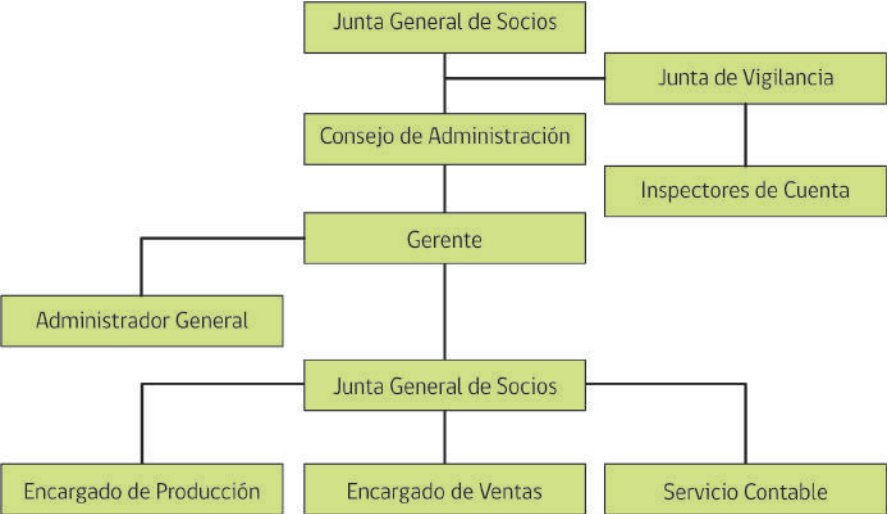 Junta General de Socios
Junta de Vigilancia
Consejo de Administración
Inspectores de Cuenta
Gerente
Administrador General
Junta General de Socios
Encargado de Producción
Encargado de Ventas
Servicio Contable